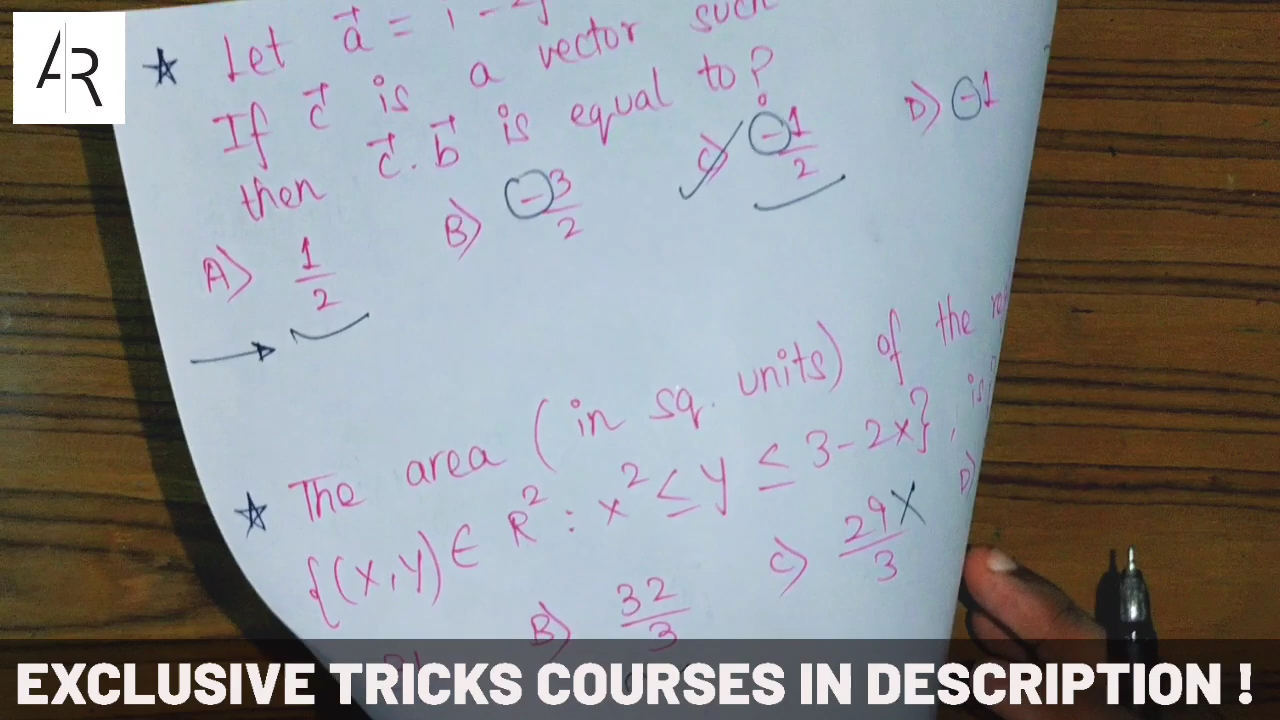 AR
★ Let a⃗ = i - 2j
If c⃗ is a vector such
then c⃗ . b⃗ is equal to?
A) 1/2 B) -3/2 C) -1/2 D) -1
★ The area (in sq. units) of the
{(x,y) ∈ R² : x² ≤ y ≤ 3-2x}, is
B) 32/3 C) 29/3 D)
EXCLUSIVE TRICKS COURSES IN DESCRIPTION !